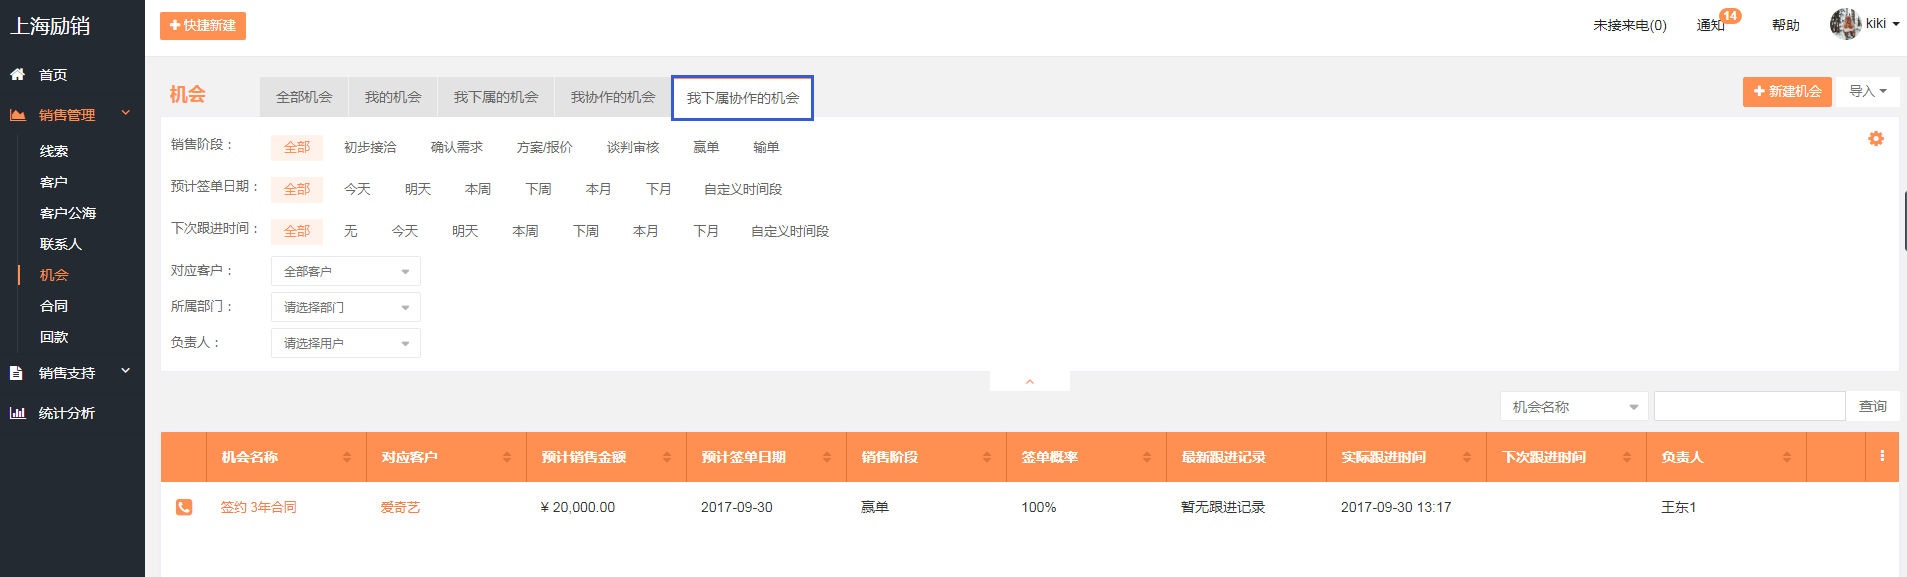 上海励销
快捷新建
未接来电(0)
通知
14
帮助
kiki
首页
销售管理
线索
客户
客户公海
联系人
机会
合同
回款
销售支持
统计分析
机会
全部机会 我的机会 我下属的机会 我协作的机会 我下属协作的机会
新建机会
导入
销售阶段： 全部 初步接洽 确认需求 方案/报价 谈判审核 赢单 输单
预计签单日期： 全部 今天 明天 本周 下周 本月 下月 自定义时间段
下次跟进时间： 全部 无 今天 明天 本周 下周 本月 下月 自定义时间段
对应客户： 全部客户
所属部门： 请选择部门
负责人： 请选择用户
机会名称 查询
机会名称 对应客户 预计销售金额 预计签单日期 销售阶段 签单概率 最新跟进记录 实际跟进时间 下次跟进时间 负责人
签约 3年合同 爱奇艺 ¥ 20,000.00 2017-09-30 赢单 100% 暂无跟进记录 2017-09-30 13:17 王东1